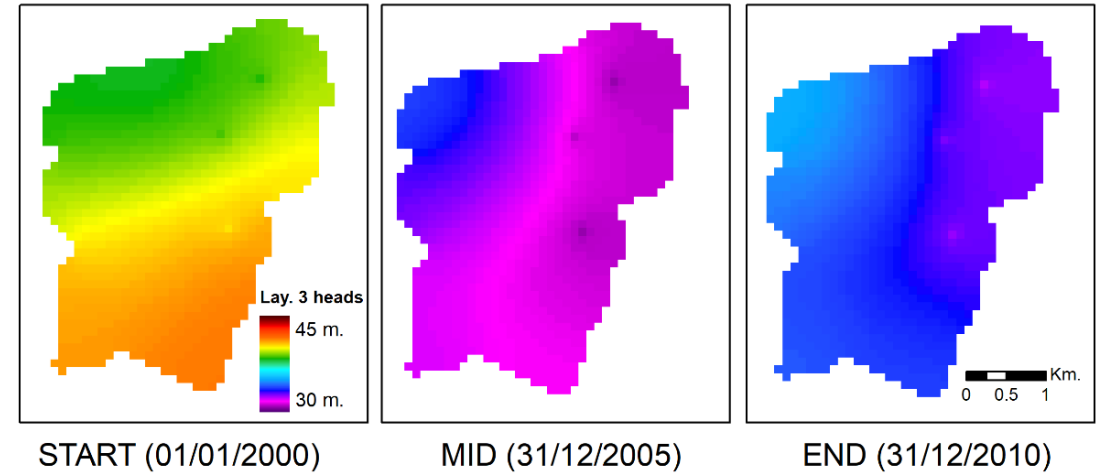 Lay. 3 heads
45 m.
30 m.
Km.
0 0.5 1
START (01/01/2000)
MID (31/12/2005)
END (31/12/2010)